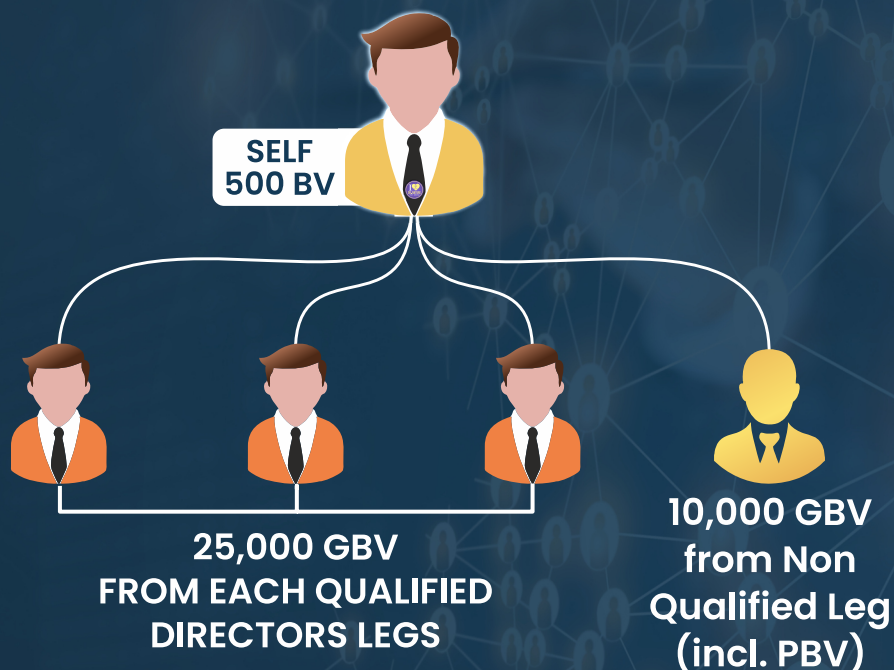 SELF
500 BV
25,000 GBV
FROM EACH QUALIFIED
DIRECTORS LEGS
10,000 GBV
from Non
Qualified Leg
(incl. PBV)